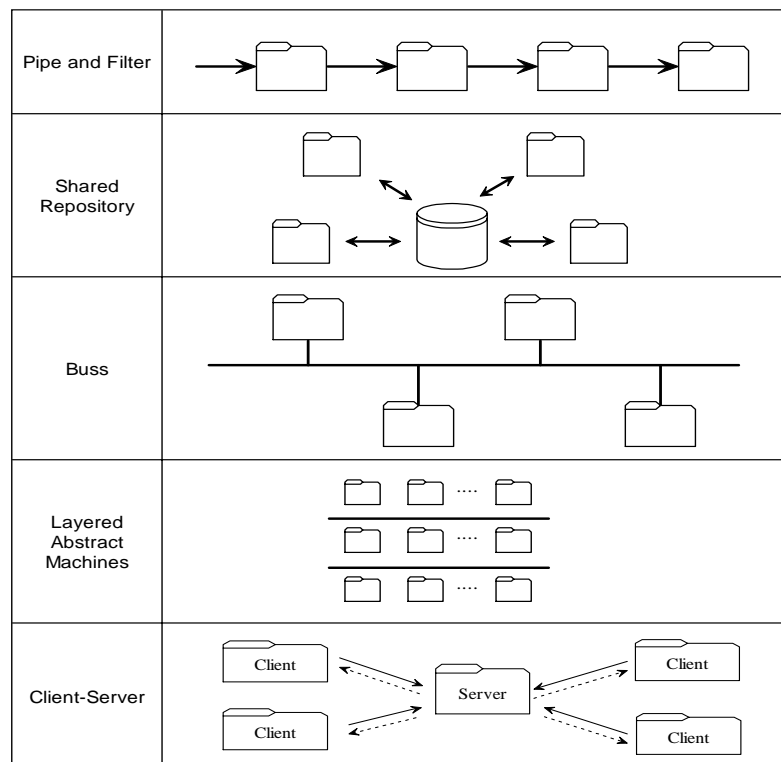 Pipe and Filter
Shared
Repository
Buss
Layered
Abstract
Machines
....
....
....
Client-Server
Client
Client
Server
Client
Client